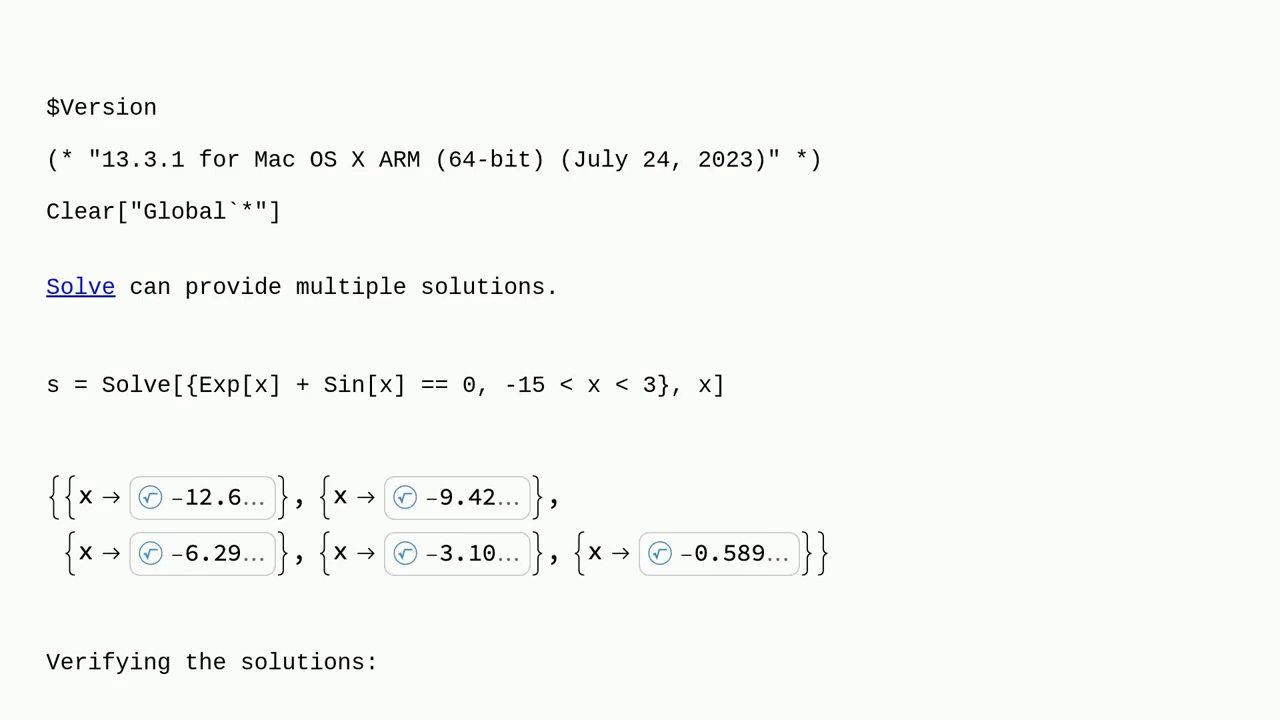 $Version
(* "13.3.1 for Mac OS X ARM (64-bit) (July 24, 2023)" *)
Clear["Global`*"]
Solve can provide multiple solutions.
s = Solve[{Exp[x] + Sin[x] == 0, -15 < x < 3}, x]
{{x → √ -12.6...}, {x → √ -9.42...},
{x → √ -6.29...}, {x → √ -3.10...}, {x → √ -0.589...}}
Verifying the solutions: